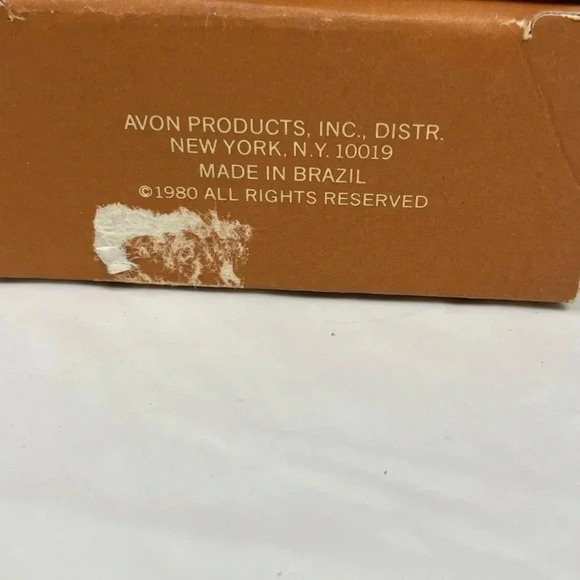 AVON PRODUCTS, INC., DISTR.
NEW YORK, N.Y. 10019
MADE IN BRAZIL
©1980 ALL RIGHTS RESERVED